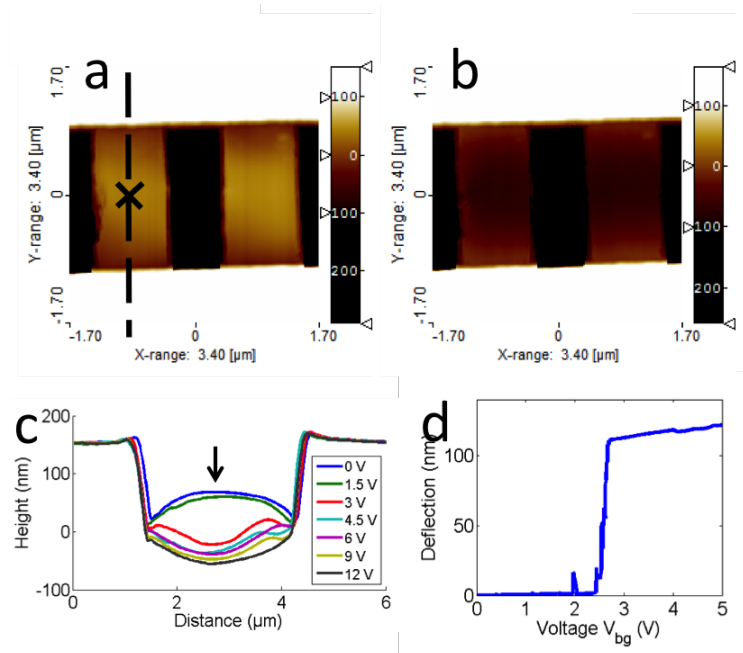 a
1.70
0
-1.70
Y-range: 3.40 [µm]
-1.70
0
1.70
X-range: 3.40 [µm]
100
0
100
200
b
1.70
0
-1.70
Y-range: 3.40 [µm]
-1.70
0
1.70
X-range: 3.40 [µm]
100
0
100
200
c
200
150
100
0
-100
Height (nm)
0
2
4
6
Distance (µm)
0 V
1.5 V
3 V
4.5 V
6 V
9 V
12 V
d
100
50
0
Deflection (nm)
0
1
2
3
4
5
Voltage Vbg (V)